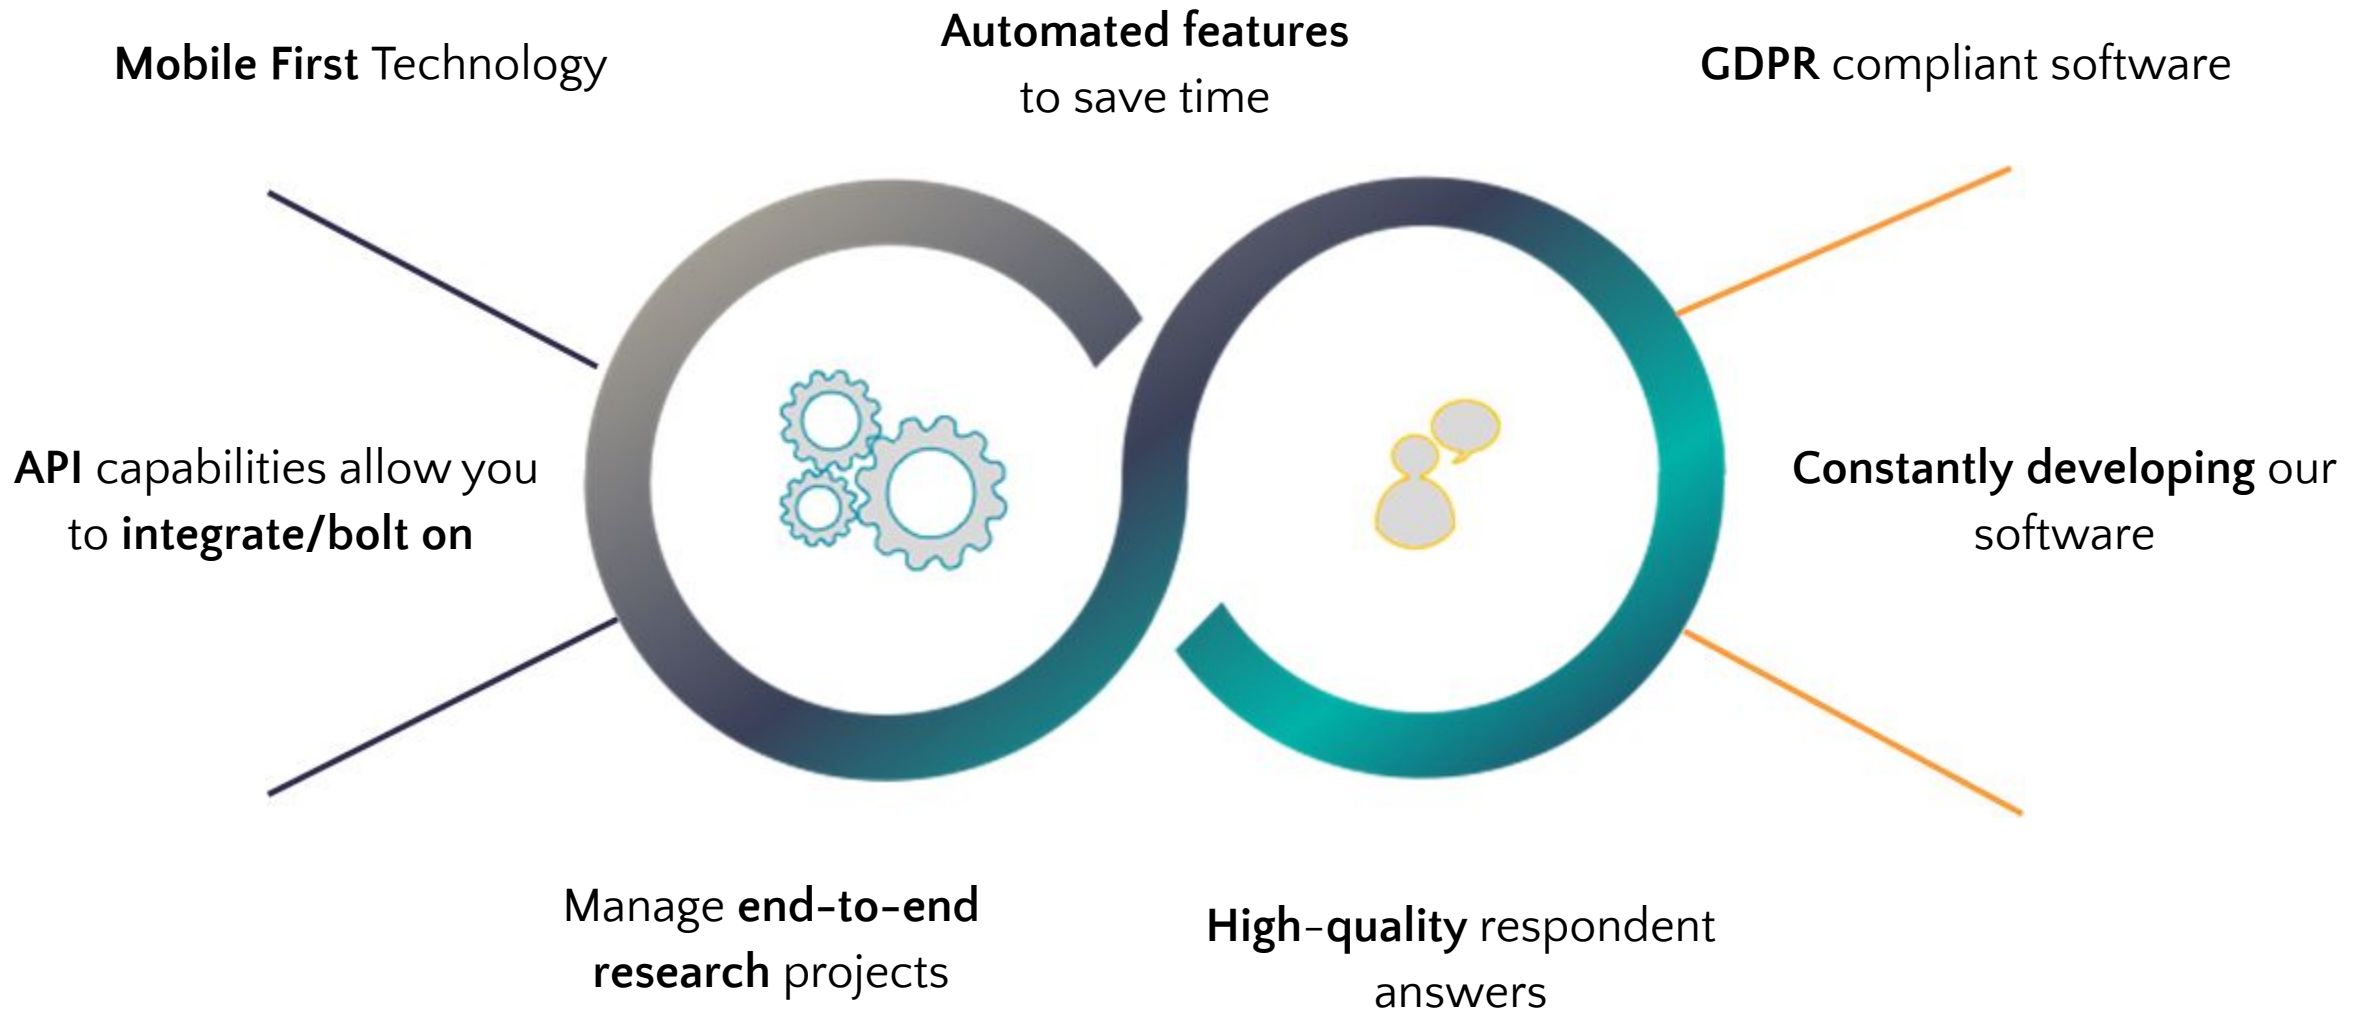 Mobile First Technology
Automated features
to save time
GDPR compliant software
API capabilities allow you
to integrate/bolt on
Constantly developing our
software
Manage end-to-end
research projects
High-quality respondent
answers